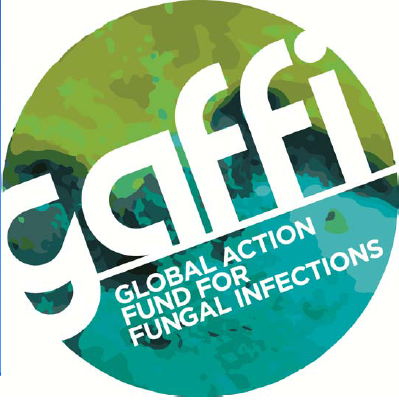 gaffi
GLOBAL ACTION
FUND FOR
FUNGAL INFECTIONS